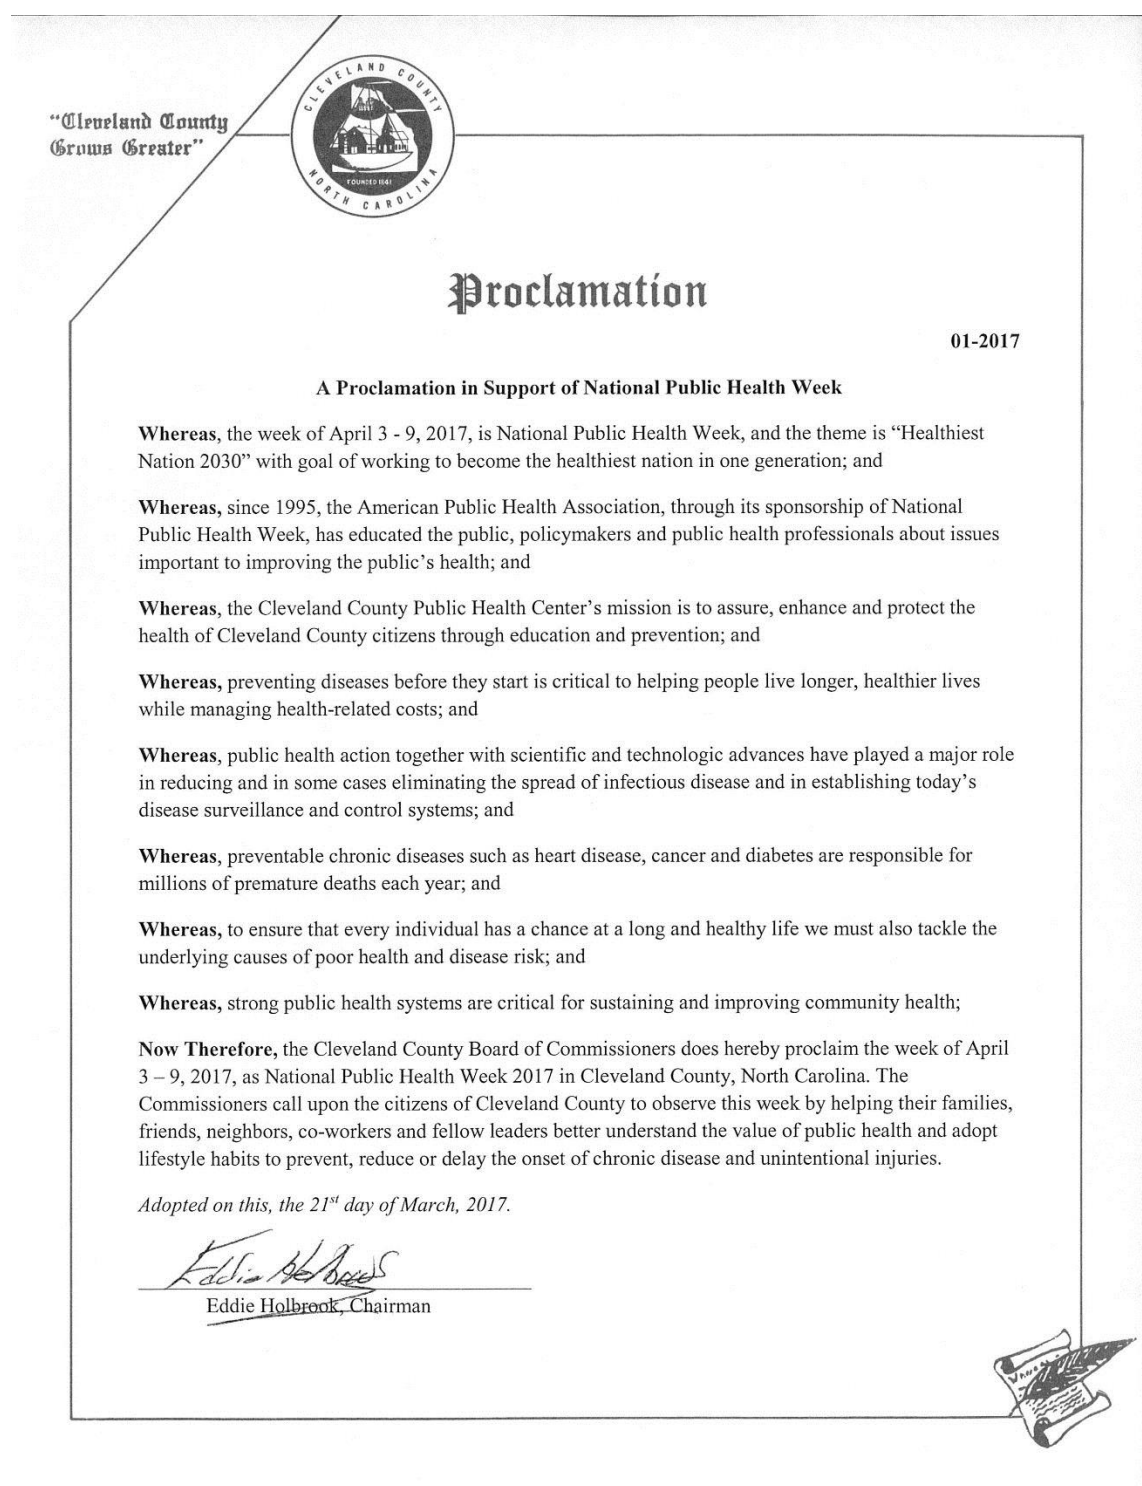 “Cleveland County
Grows Greater”
CLEVELAND COUNTY
FOUNDED 1841
NORTH CAROLINA
Proclamation
01-2017
A Proclamation in Support of National Public Health Week
Whereas, the week of April 3 - 9, 2017, is National Public Health Week, and the theme is “Healthiest
Nation 2030” with goal of working to become the healthiest nation in one generation; and
Whereas, since 1995, the American Public Health Association, through its sponsorship of National
Public Health Week, has educated the public, policymakers and public health professionals about issues
important to improving the public’s health; and
Whereas, the Cleveland County Public Health Center’s mission is to assure, enhance and protect the
health of Cleveland County citizens through education and prevention; and
Whereas, preventing diseases before they start is critical to helping people live longer, healthier lives
while managing health-related costs; and
Whereas, public health action together with scientific and technologic advances have played a major role
in reducing and in some cases eliminating the spread of infectious disease and in establishing today’s
disease surveillance and control systems; and
Whereas, preventable chronic diseases such as heart disease, cancer and diabetes are responsible for
millions of premature deaths each year; and
Whereas, to ensure that every individual has a chance at a long and healthy life we must also tackle the
underlying causes of poor health and disease risk; and
Whereas, strong public health systems are critical for sustaining and improving community health;
Now Therefore, the Cleveland County Board of Commissioners does hereby proclaim the week of April
3 – 9, 2017, as National Public Health Week 2017 in Cleveland County, North Carolina. The
Commissioners call upon the citizens of Cleveland County to observe this week by helping their families,
friends, neighbors, co-workers and fellow leaders better understand the value of public health and adopt
lifestyle habits to prevent, reduce or delay the onset of chronic disease and unintentional injuries.
Adopted on this, the 21st day of March, 2017.
Eddie Holbrook
Eddie Holbrook, Chairman